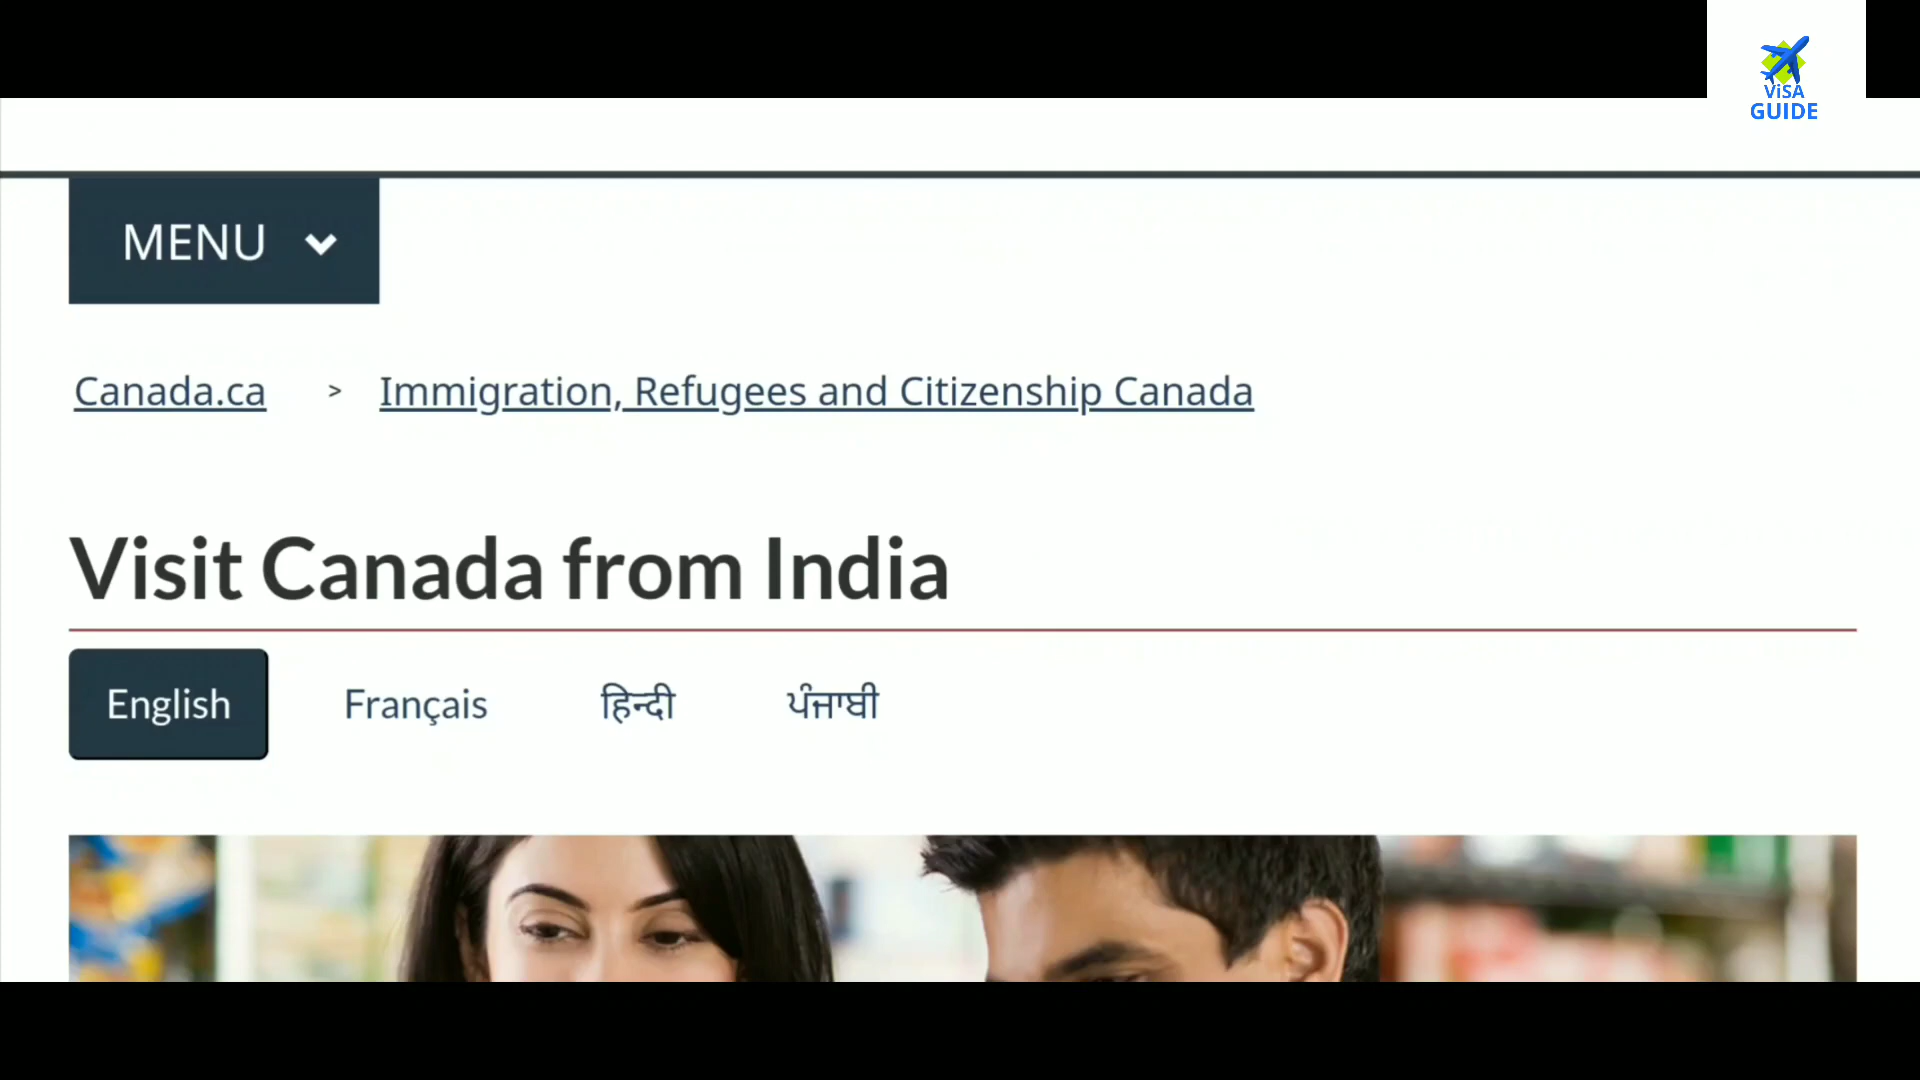 ViSA
GUIDE
MENU
Canada.ca > Immigration, Refugees and Citizenship Canada
Visit Canada from India
English Français हिन्दी ਪੰਜਾਬੀ